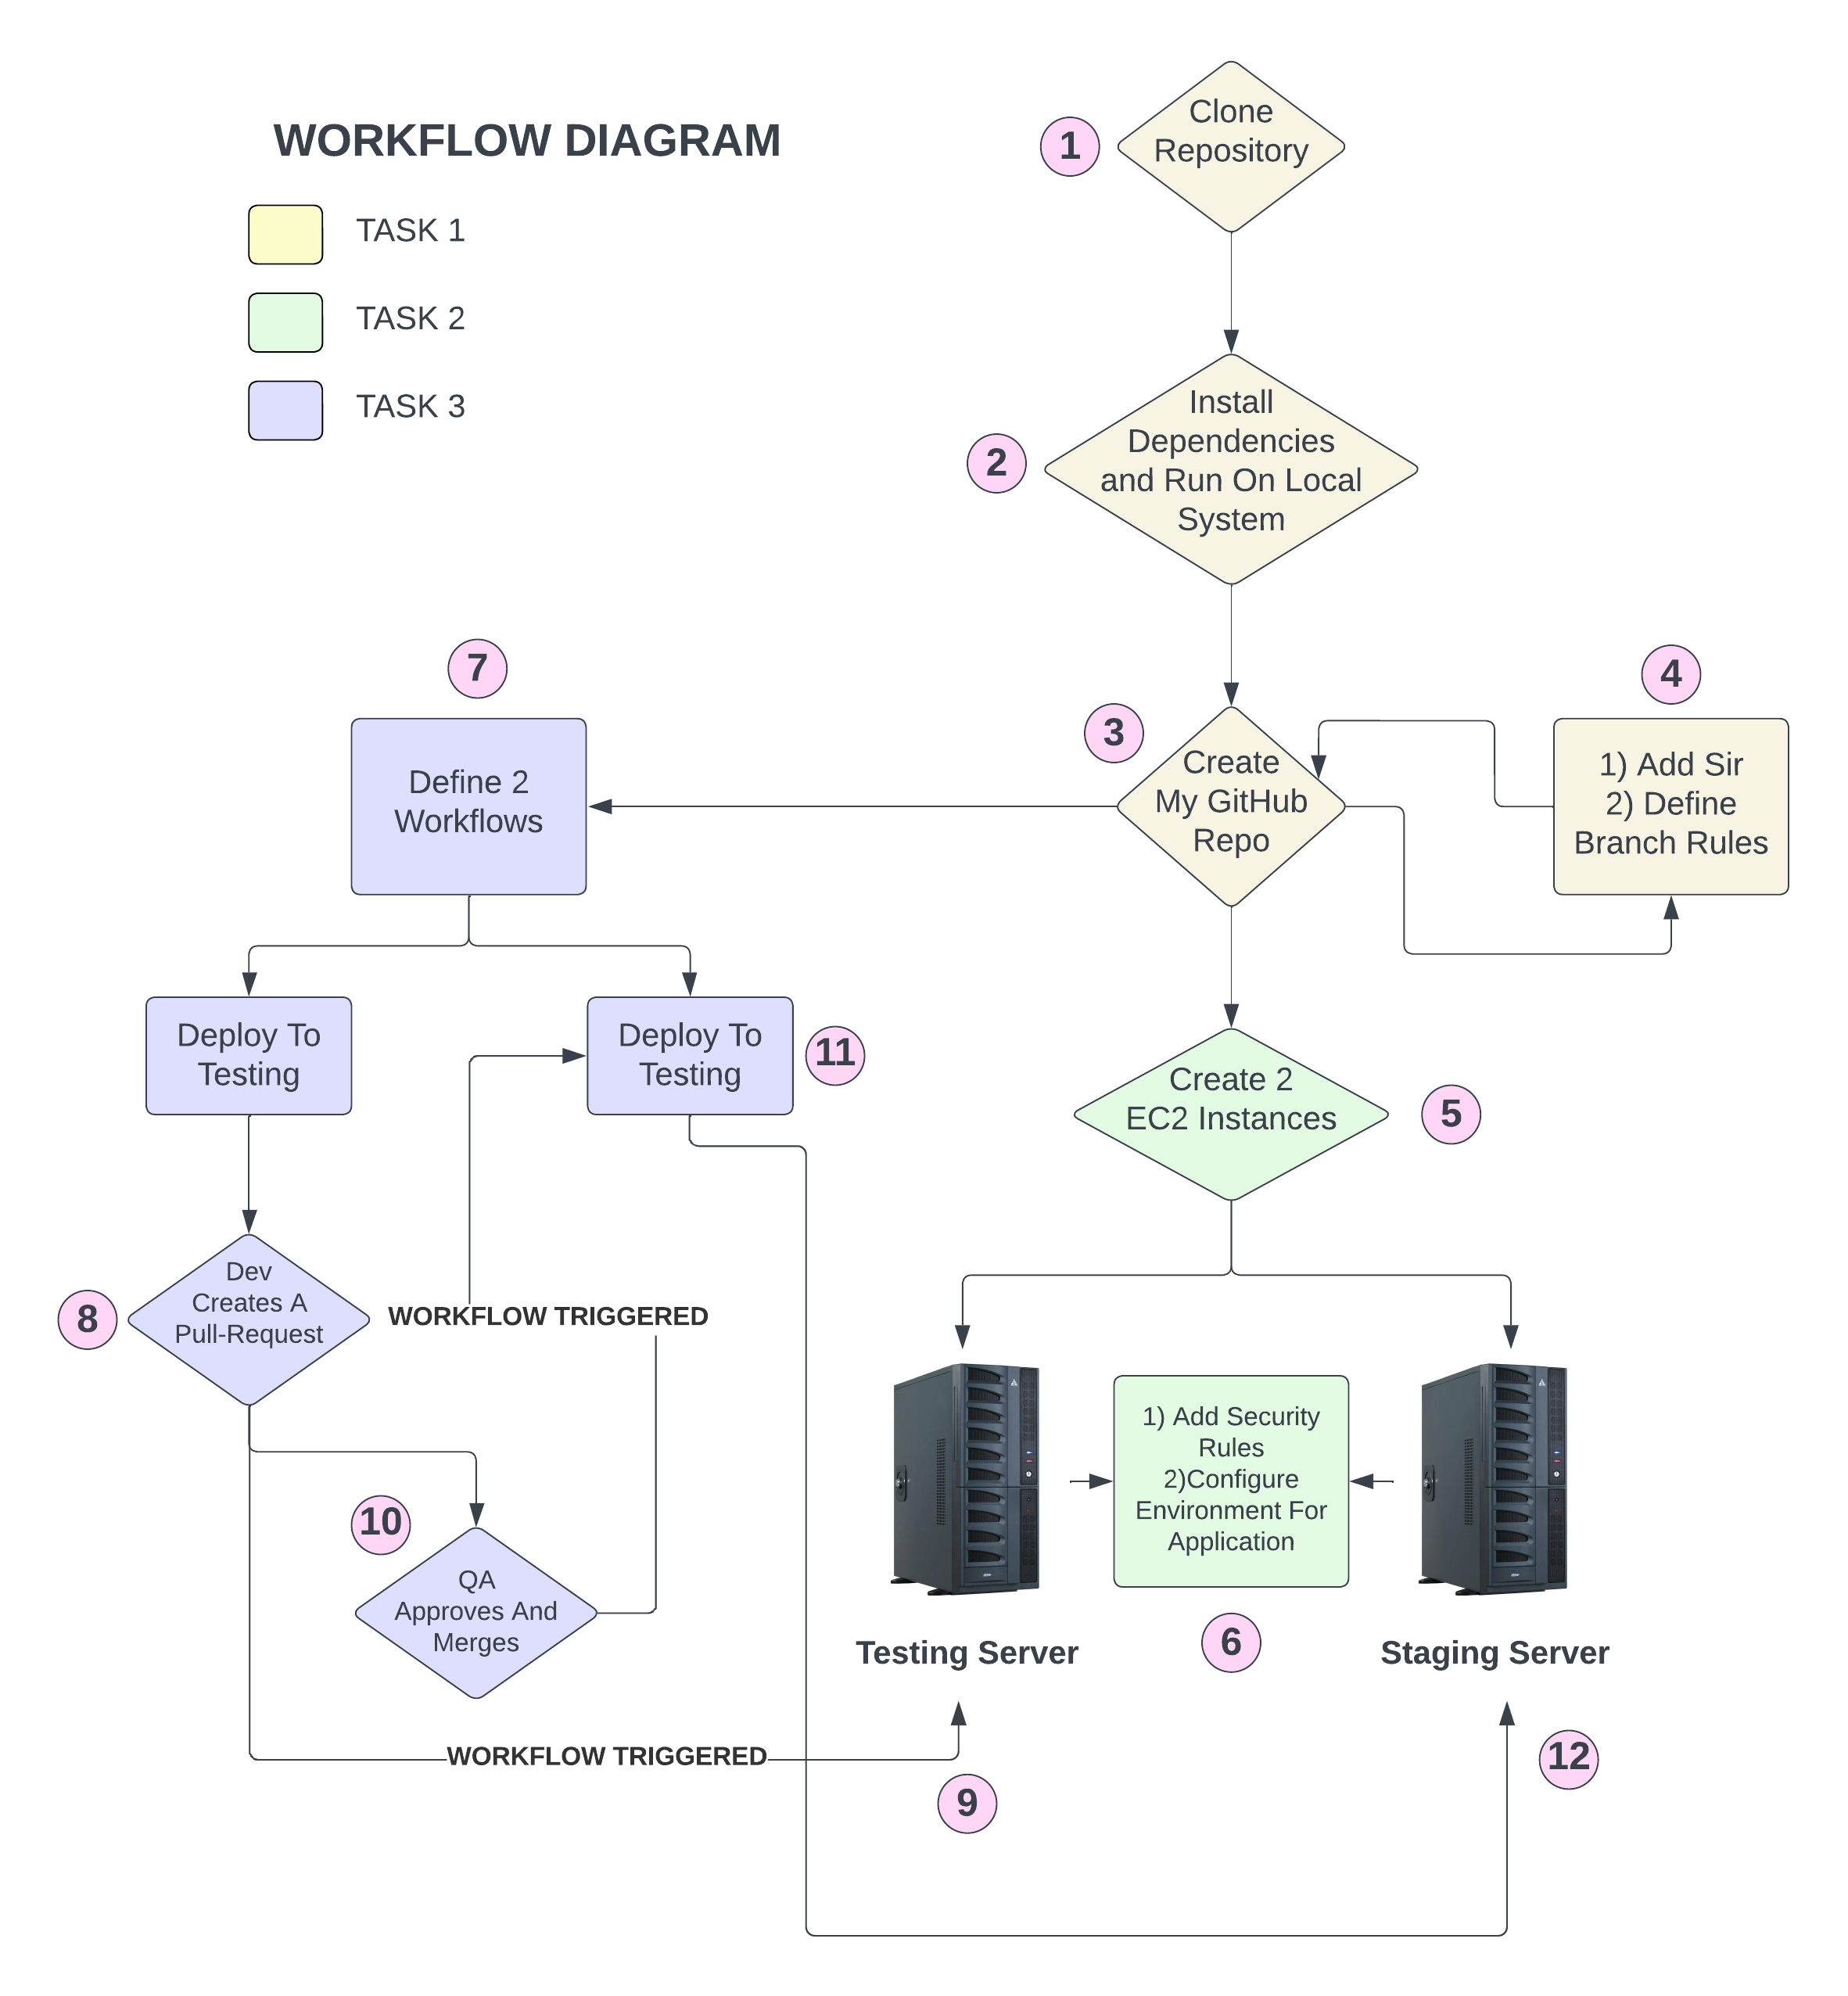 WORKFLOW DIAGRAM
TASK 1
TASK 2
TASK 3
1
Clone
Repository
2
Install
Dependencies
and Run On Local
System
3
Create
My GitHub
Repo
4
1) Add Sir
2) Define
Branch Rules
7
Define 2
Workflows
Deploy To
Testing
Deploy To
Testing
11
Create 2
EC2 Instances
5
8
Dev
Creates A
Pull-Request
WORKFLOW TRIGGERED
10
QA
Approves And
Merges
1) Add Security
Rules
2)Configure
Environment For
Application
6
Testing Server
Staging Server
WORKFLOW TRIGGERED
9
12